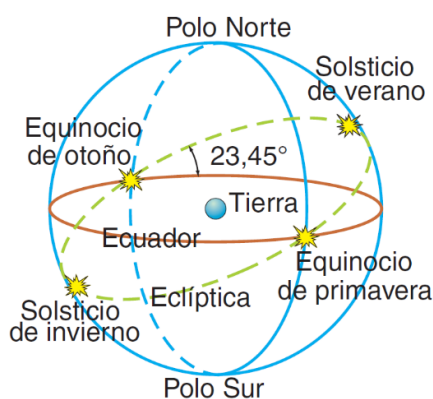 Polo Norte
Solsticio
de verano
Equinocio
de otoño
23,45°
Tierra
Ecuador
Equinocio
de primavera
Eclíptica
Solsticio
de invierno
Polo Sur